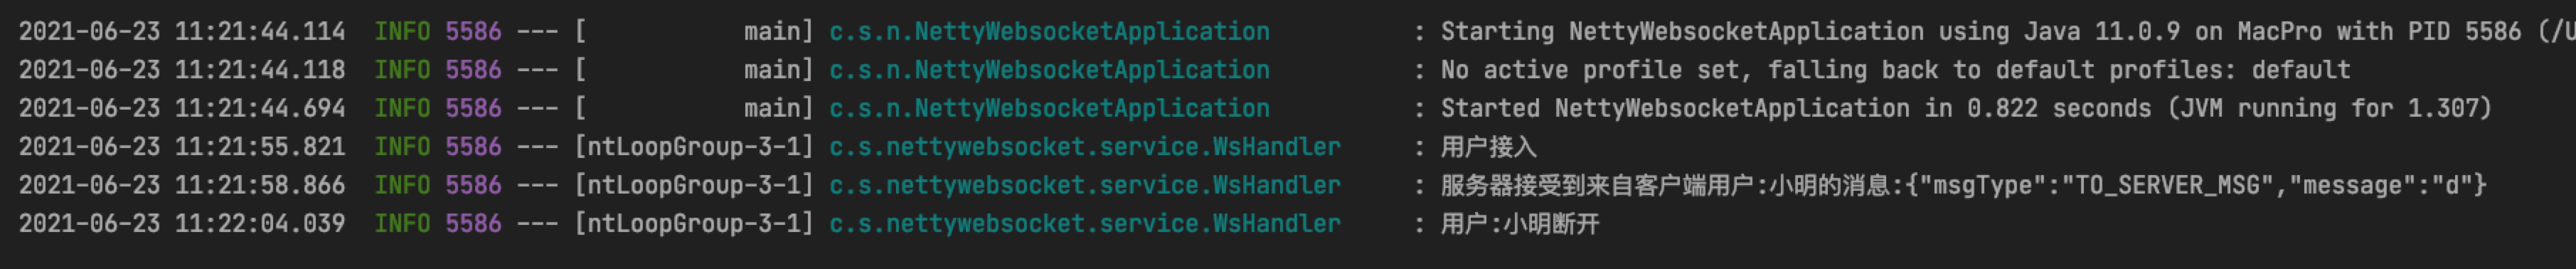 2021-06-23 11:21:44.114  INFO 5586 --- [           main] c.s.n.NettyWebsocketApplication          : Starting NettyWebsocketApplication using Java 11.0.9 on MacPro with PID 5586 (/U
2021-06-23 11:21:44.118  INFO 5586 --- [           main] c.s.n.NettyWebsocketApplication          : No active profile set, falling back to default profiles: default
2021-06-23 11:21:44.694  INFO 5586 --- [           main] c.s.n.NettyWebsocketApplication          : Started NettyWebsocketApplication in 0.822 seconds (JVM running for 1.307)
2021-06-23 11:21:55.821  INFO 5586 --- [ntLoopGroup-3-1] c.s.nettywebsocket.service.WsHandler     : 用户接入
2021-06-23 11:21:58.866  INFO 5586 --- [ntLoopGroup-3-1] c.s.nettywebsocket.service.WsHandler     : 服务器接受到来自客户端用户:小明的消息:{"msgType":"TO_SERVER_MSG","message":"d"}
2021-06-23 11:22:04.039  INFO 5586 --- [ntLoopGroup-3-1] c.s.nettywebsocket.service.WsHandler     : 用户:小明断开